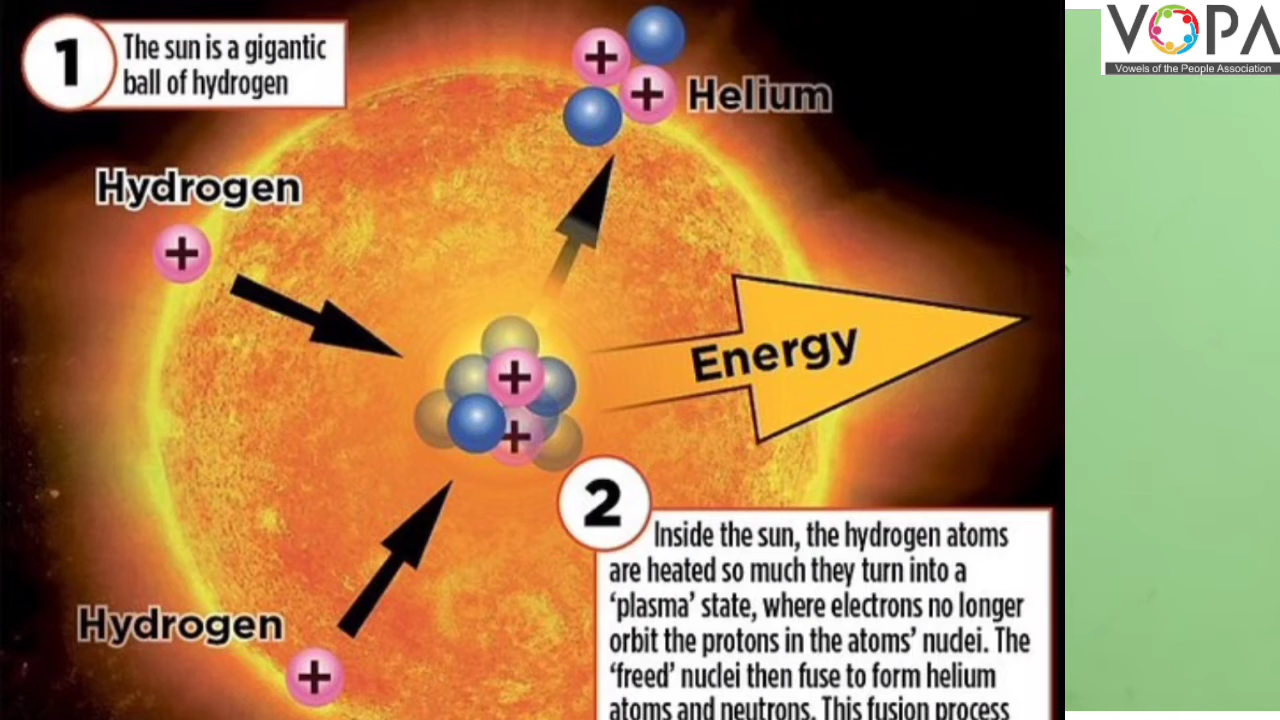 1
The sun is a gigantic
ball of hydrogen
+
+
Helium
Hydrogen
+
Energy
+
+
2
Inside the sun, the hydrogen atoms
are heated so much they turn into a
‘plasma’ state, where electrons no longer
orbit the protons in the atoms’ nuclei. The
‘freed’ nuclei then fuse to form helium
atoms and neutrons. This fusion process
Hydrogen
+
VOPA
Vowels of the People Association